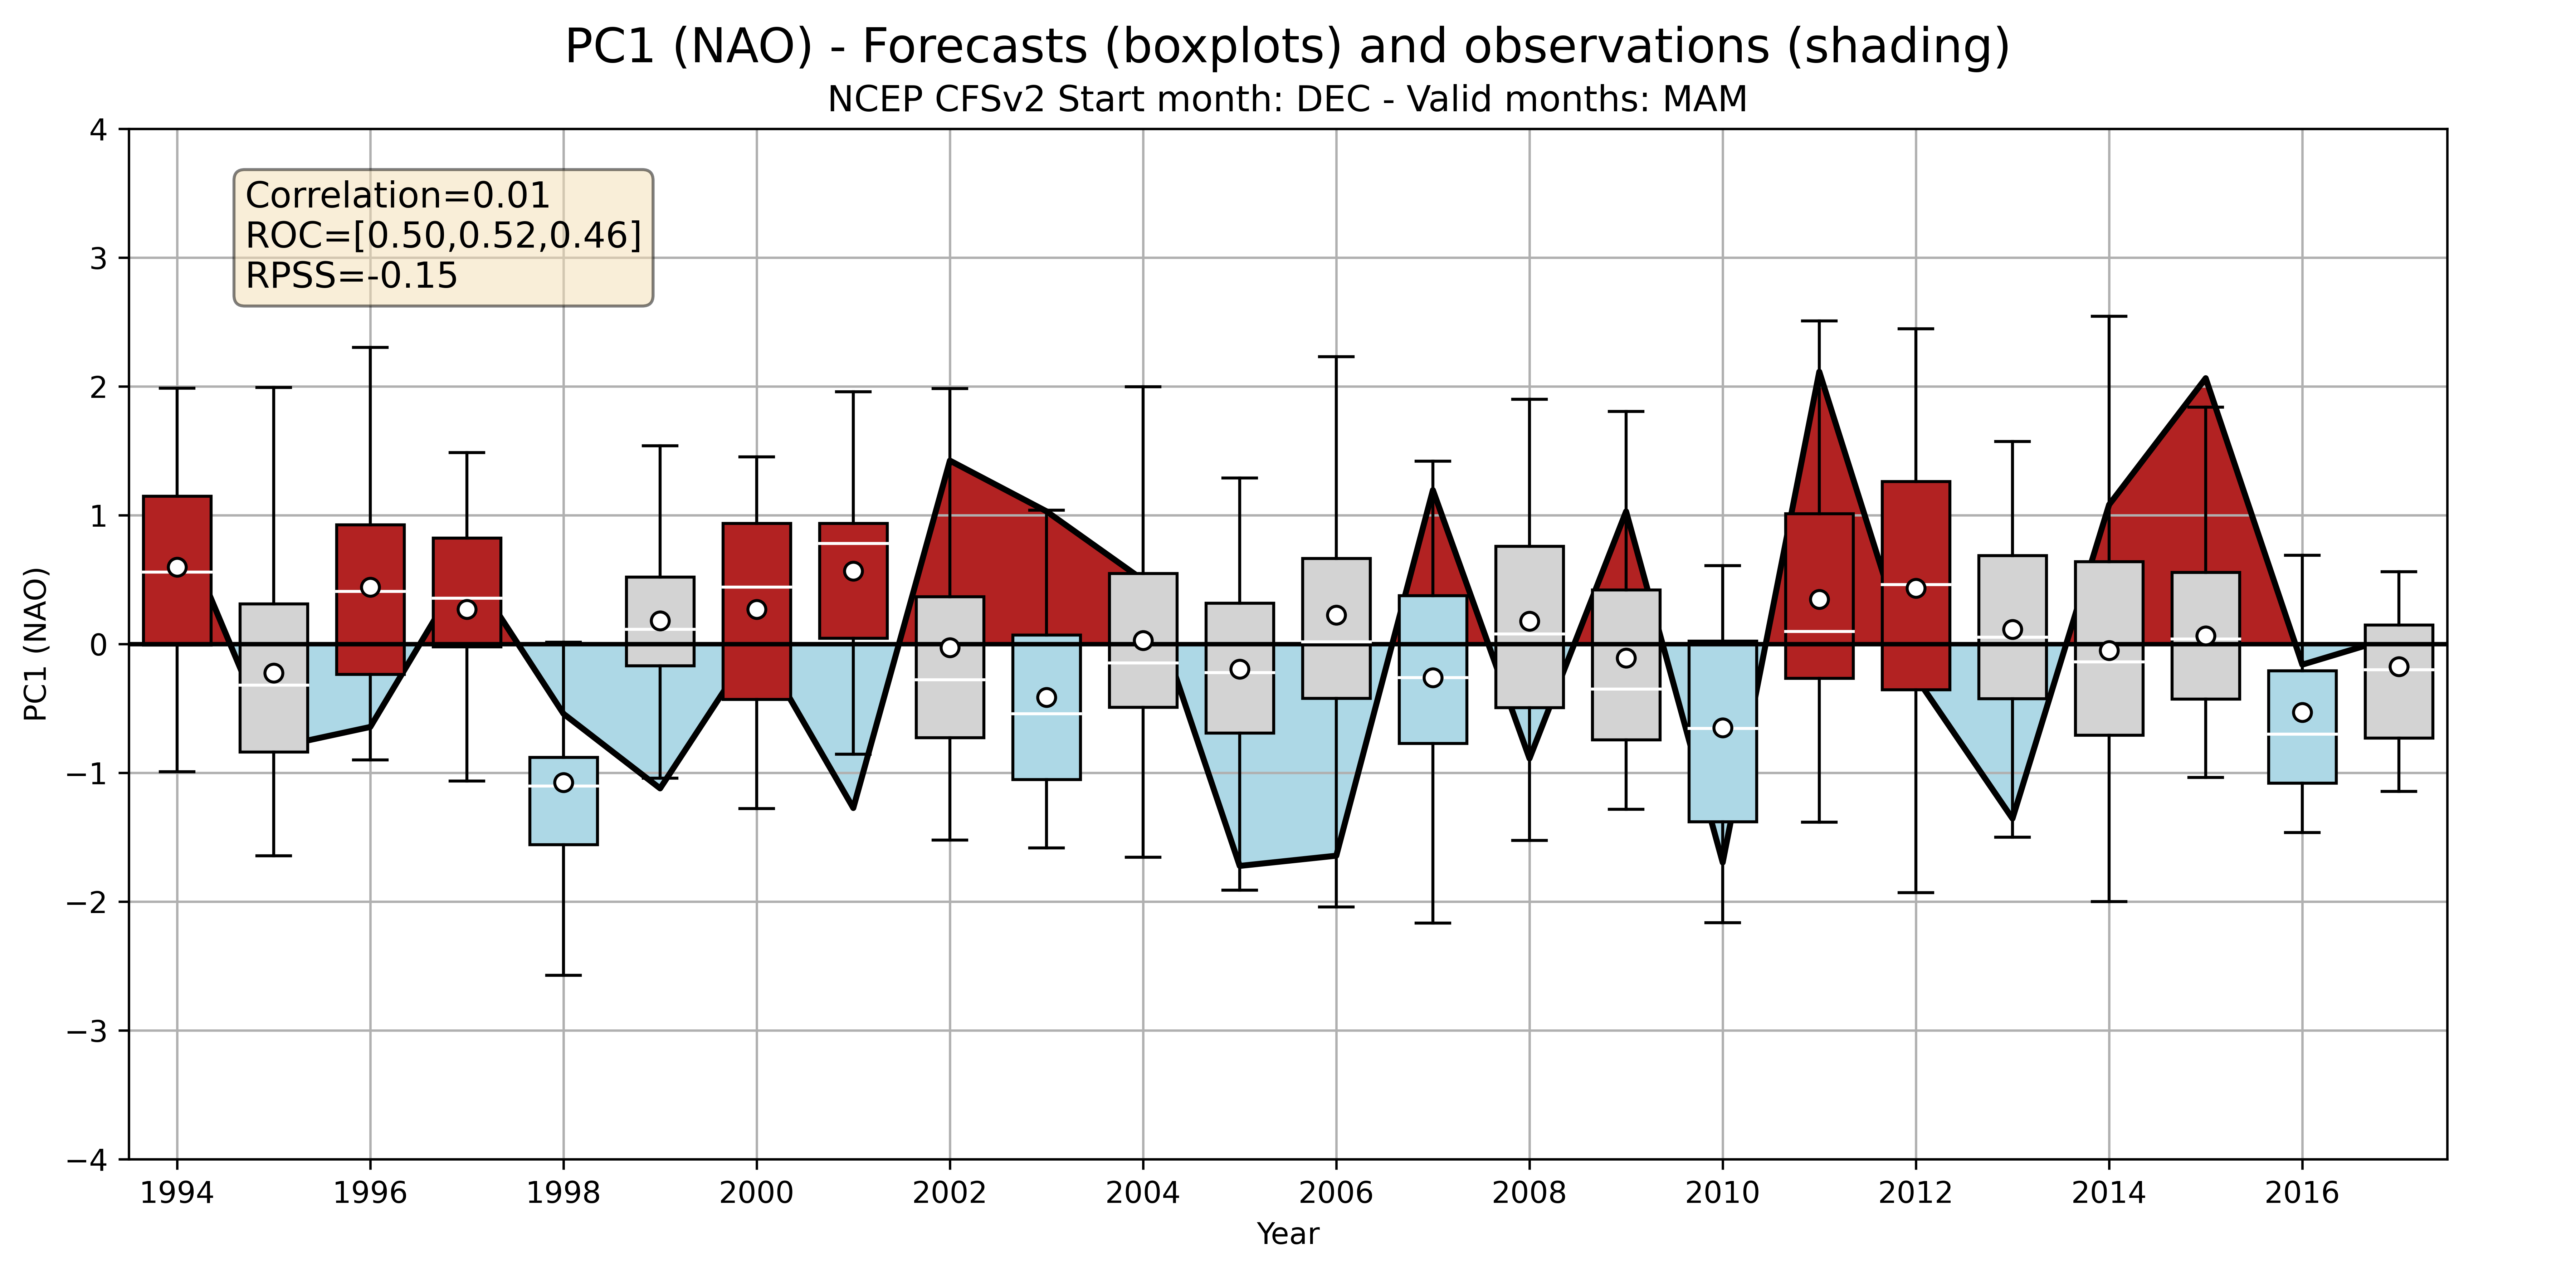 PC1 (NAO) - Forecasts (boxplots) and observations (shading)
NCEP CFSv2 Start month: DEC - Valid months: MAM
Correlation=0.01
ROC=[0.50,0.52,0.46]
RPSS=-0.15
PC1 (NAO)
4
3
2
1
0
−1
−2
−3
−4
1994 1996 1998 2000 2002 2004 2006 2008 2010 2012 2014 2016
Year